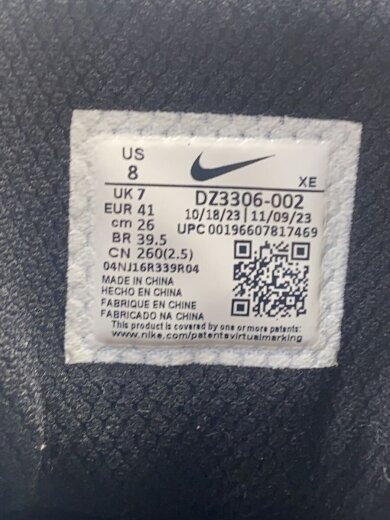 US
8
XE
UK 7
EUR 41
cm 26
BR 39.5
CN 260(2.5)
DZ3306-002
10/18/23 | 11/09/23
UPC 00196607817469
04NJ16R339R04
MADE IN CHINA
HECHO EN CHINA
FABRIQUE EN CHINE
FABRICADO NA CHINA
This product is covered by one or more patents:
www.nike.com/patentsvirtualmarking